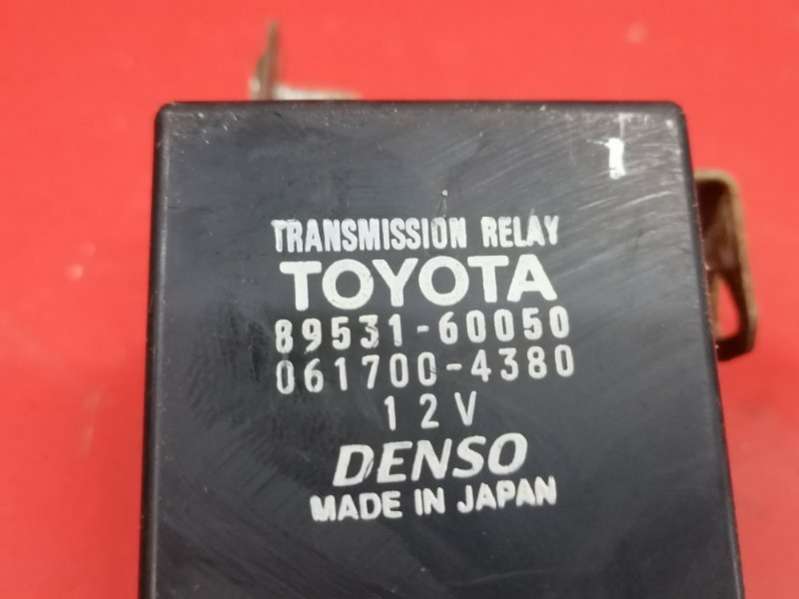 TRANSMISSION RELAY
TOYOTA
89531-60050
061700-4380
12V
DENSO
MADE IN JAPAN